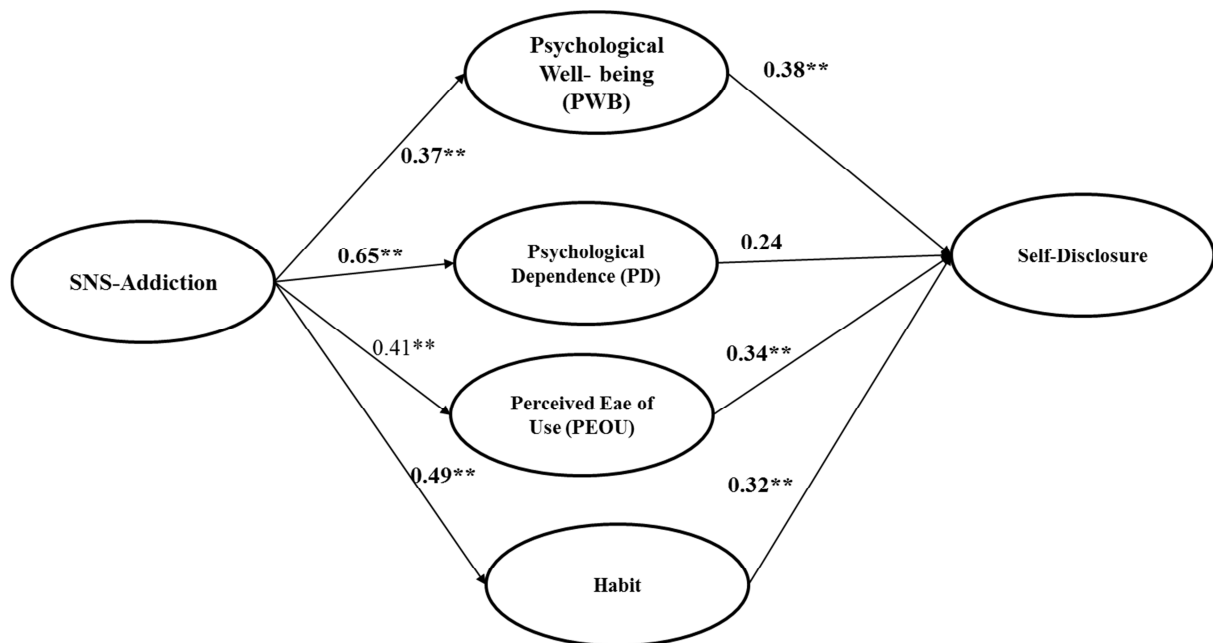 Psychological
Well- being
(PWB)
0.38**
0.37**
SNS-Addiction
0.65**
Psychological
Dependence (PD)
0.24
Self-Disclosure
0.41**
0.34**
Perceived Eae of
Use (PEOU)
0.49**
0.32**
Habit